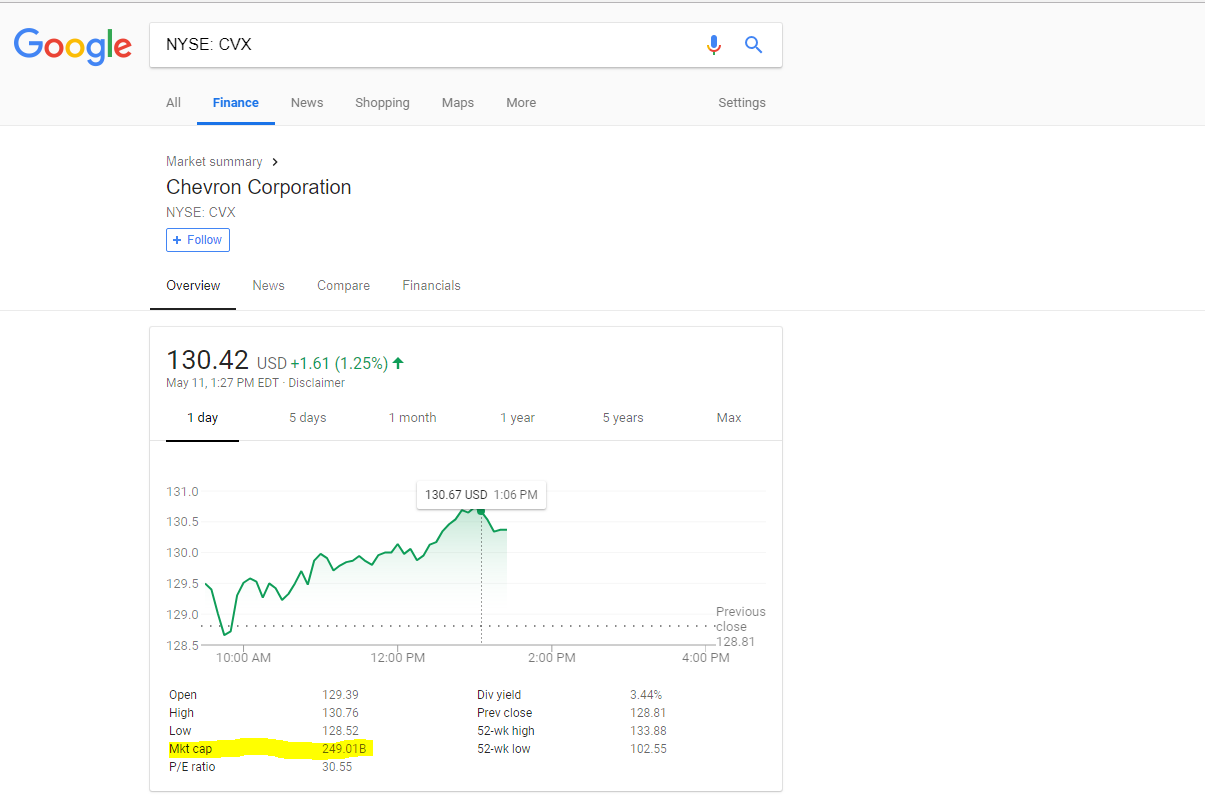 Google
NYSE: CVX
All Finance News Shopping Maps More Settings
Market summary >
Chevron Corporation
NYSE: CVX
+ Follow
Overview News Compare Financials
130.42 USD +1.61 (1.25%) ↑
May 11, 1:27 PM EDT · Disclaimer
1 day 5 days 1 month 1 year 5 years Max
130.67 USD 1:06 PM
131.0
130.5
130.0
129.5
129.0
128.5
Previous
close
128.81
10:00 AM 12:00 PM 2:00 PM 4:00 PM
Open 129.39 Div yield 3.44%
High 130.76 Prev close 128.81
Low 128.52 52-wk high 133.88
Mkt cap 249.01B 52-wk low 102.55
P/E ratio 30.55